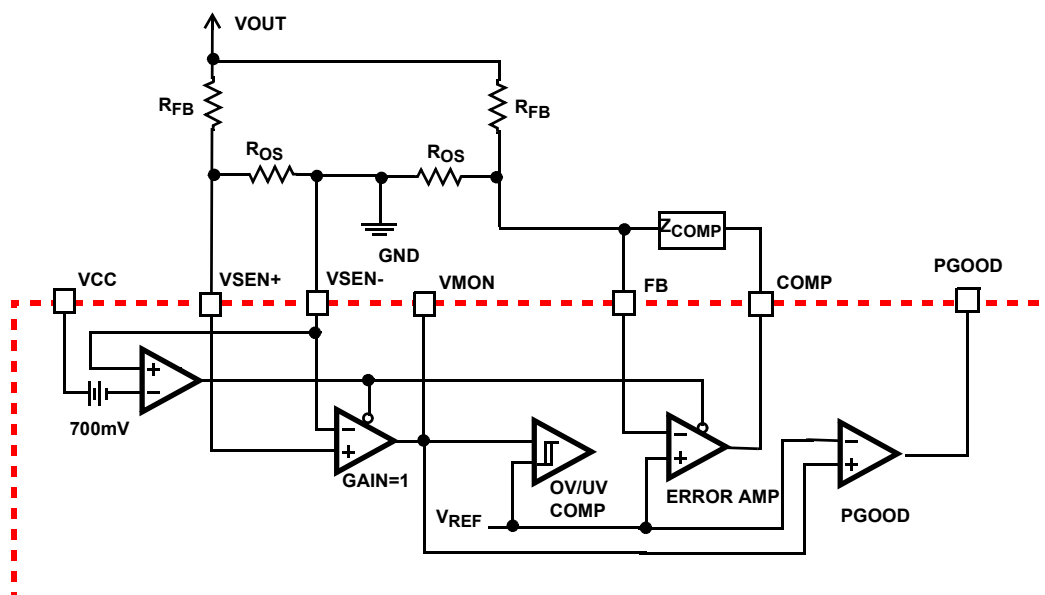 VOUT
RFB
RFB
ROS
ROS
ZCOMP
GND
VCC
VSEN+
VSEN-
VMON
FB
COMP
PGOOD
+
−
700mV
−
+
GAIN=1
OV/UV
COMP
−
+
ERROR AMP
−
+
PGOOD
VREF